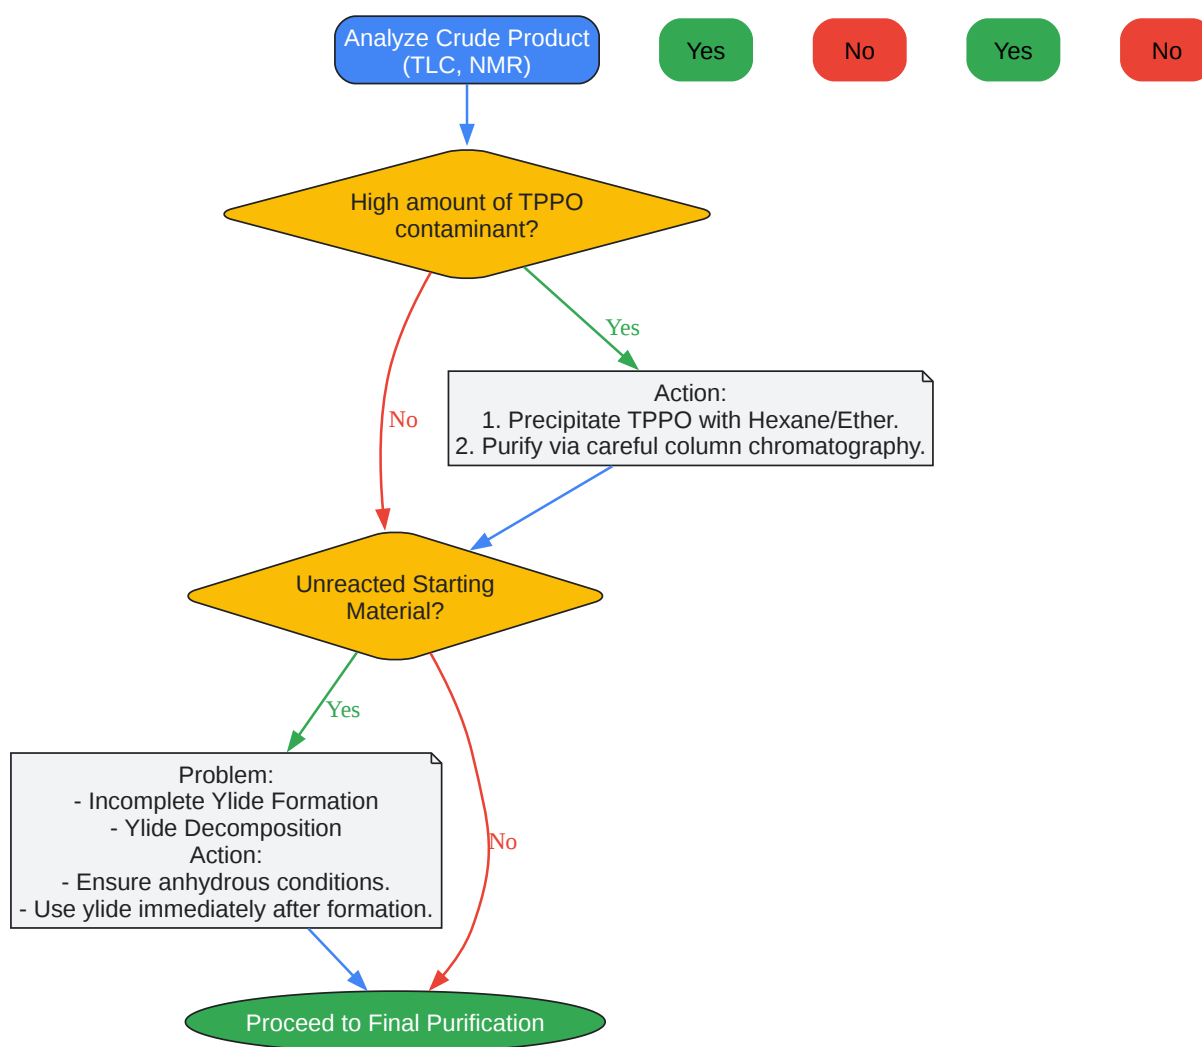 Analyze Crude Product
(TLC, NMR)
Yes
No
Yes
No
High amount of TPPO
contaminant?
Yes
No
Action:
1. Precipitate TPPO with Hexane/Ether.
2. Purify via careful column chromatography.
Unreacted Starting
Material?
Yes
No
Problem:
- Incomplete Ylide Formation
- Ylide Decomposition
Action:
- Ensure anhydrous conditions.
- Use ylide immediately after formation.
Proceed to Final Purification